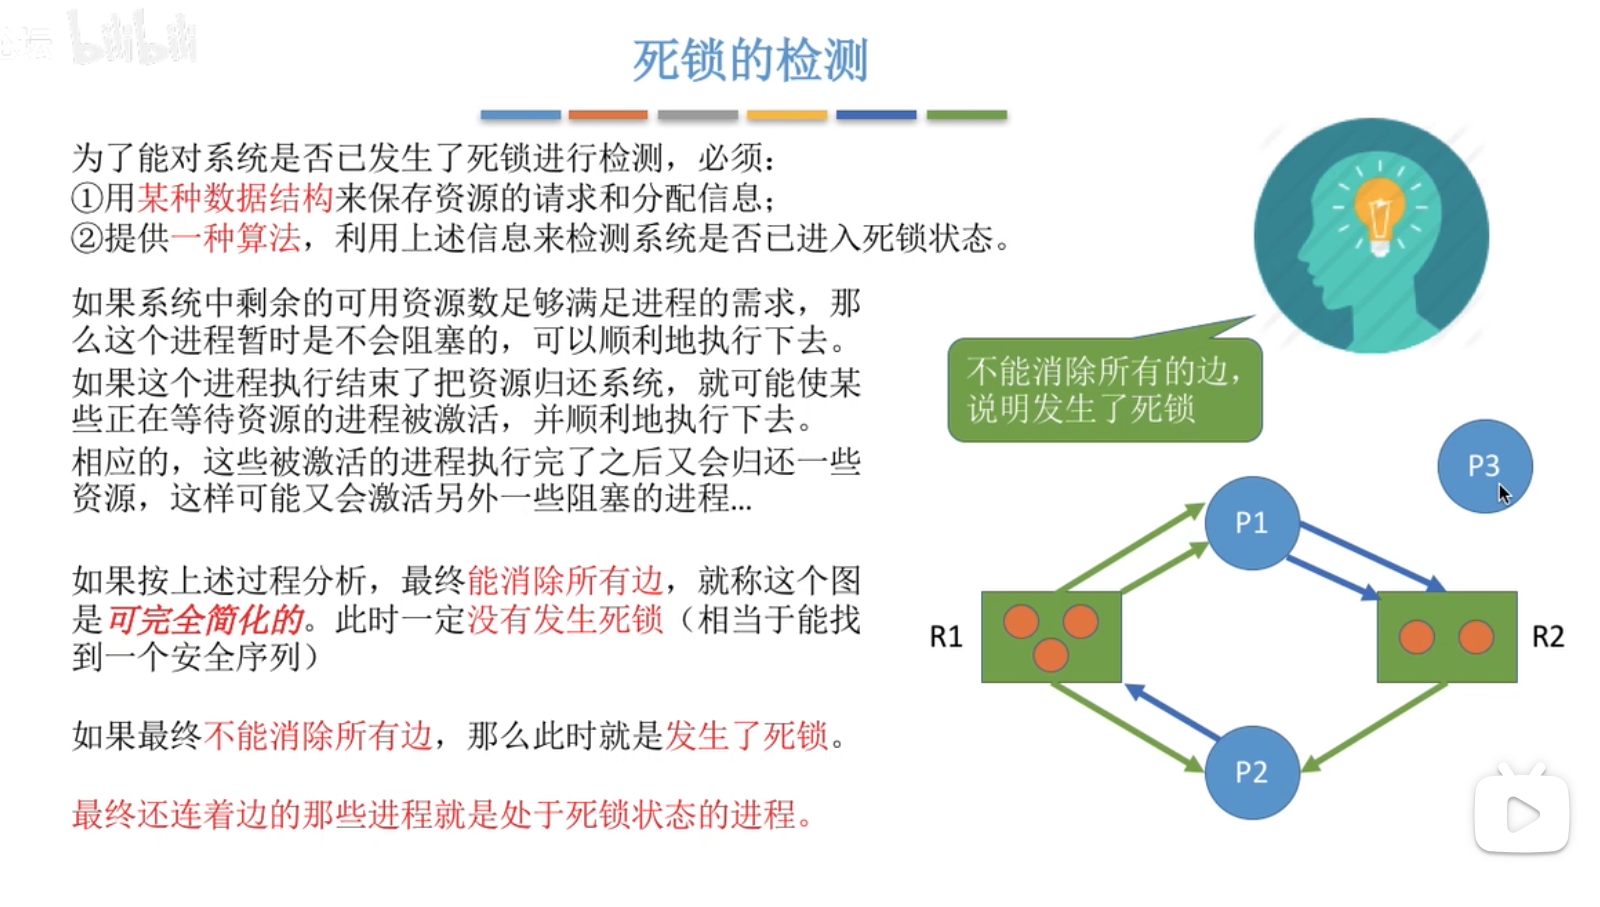 论坛 bilibili
死锁的检测
为了能对系统是否已发生了死锁进行检测，必须：
①用某种数据结构来保存资源的请求和分配信息；
②提供一种算法，利用上述信息来检测系统是否已进入死锁状态。
如果系统中剩余的可用资源数足够满足进程的需求，那
么这个进程暂时是不会阻塞的，可以顺利地执行下去。
如果这个进程执行结束了把资源归还系统，就可能使某
些正在等待资源的进程被激活，并顺利地执行下去。
相应的，这些被激活的进程执行完了之后又会归还一些
资源，这样可能又会激活另外一些阻塞的进程...
如果按上述过程分析，最终能消除所有边，就称这个图
是可完全简化的。此时一定没有发生死锁（相当于能找
到一个安全序列）
如果最终不能消除所有边，那么此时就是发生了死锁。
最终还连着边的那些进程就是处于死锁状态的进程。
不能消除所有的边，
说明发生了死锁
P3
P1
R1
R2
P2